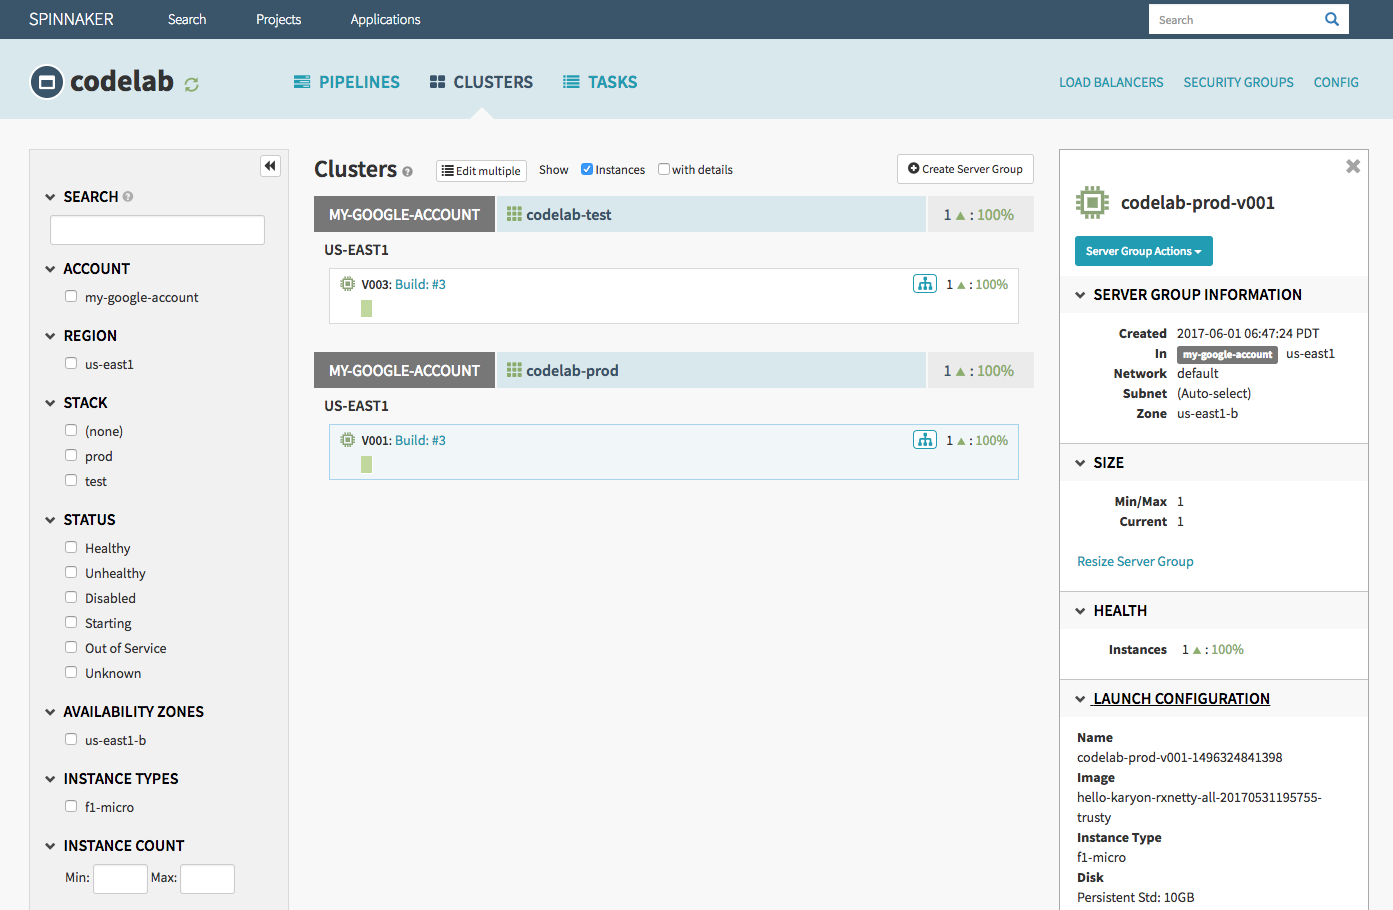 SPINNAKER Search Projects Applications Search
codelab PIPELINES CLUSTERS TASKS LOAD BALANCERS SECURITY GROUPS CONFIG
SEARCH
ACCOUNT
my-google-account
REGION
us-east1
STACK
(none)
prod
test
STATUS
Healthy
Unhealthy
Disabled
Starting
Out of Service
Unknown
AVAILABILITY ZONES
us-east1-b
INSTANCE TYPES
f1-micro
INSTANCE COUNT
Min: Max:
Clusters Edit multiple Show Instances with details Create Server Group
MY-GOOGLE-ACCOUNT codelab-test 1 : 100%
US-EAST1
V003: Build: #3 1 : 100%
MY-GOOGLE-ACCOUNT codelab-prod 1 : 100%
US-EAST1
V001: Build: #3 1 : 100%
codelab-prod-v001
Server Group Actions
SERVER GROUP INFORMATION
Created 2017-06-01 06:47:24 PDT
In my-google-account us-east1
Network default
Subnet (Auto-select)
Zone us-east1-b
SIZE
Min/Max 1
Current 1
Resize Server Group
HEALTH
Instances 1 : 100%
LAUNCH CONFIGURATION
Name
codelab-prod-v001-1496324841398
Image
hello-karyon-rxnetty-all-20170531195755-
trusty
Instance Type
f1-micro
Disk
Persistent Std: 10GB